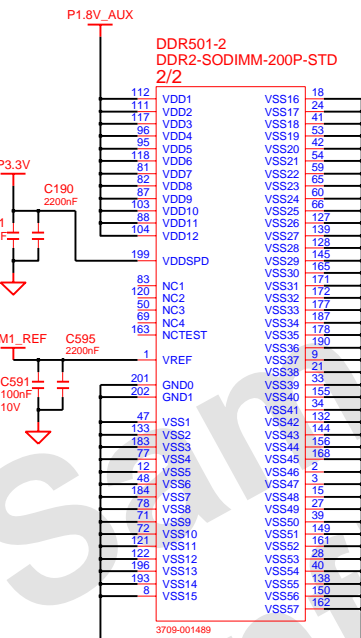 P1.8V_AUX
DDR501-2
DDR2-SODIMM-200P-STD
2/2
112 VDD1
111 VDD2
117 VDD3
96 VDD4
95 VDD5
118 VDD6
81 VDD7
82 VDD8
87 VDD9
103 VDD10
88 VDD11
104 VDD12
P3.3V
C190
2200nF
199 VDDSPD
83 NC1
120 NC2
50 NC3
69 NC4
163 NCTEST
M1_REF
C595
2200nF
C591
100nF
10V
1 VREF
201 GND0
202 GND1
47 VSS1
133 VSS2
183 VSS3
77 VSS4
12 VSS5
48 VSS6
184 VSS7
78 VSS8
71 VSS9
72 VSS10
121 VSS11
122 VSS12
196 VSS13
193 VSS14
8 VSS15
VSS16 18
VSS17 24
VSS18 41
VSS19 53
VSS20 42
VSS21 54
VSS22 59
VSS23 65
VSS24 60
VSS25 66
VSS26 127
VSS27 139
VSS28 128
VSS29 145
VSS30 165
VSS31 171
VSS32 172
VSS33 177
VSS34 187
VSS35 178
VSS36 190
VSS37 9
VSS38 21
VSS39 33
VSS40 155
VSS41 34
VSS42 132
VSS43 144
VSS44 156
VSS45 168
VSS46 2
VSS47 3
VSS48 15
VSS49 27
VSS50 39
VSS51 149
VSS52 161
VSS53 28
VSS54 40
VSS55 138
VSS56 150
VSS57 162
3709-001489
Sam